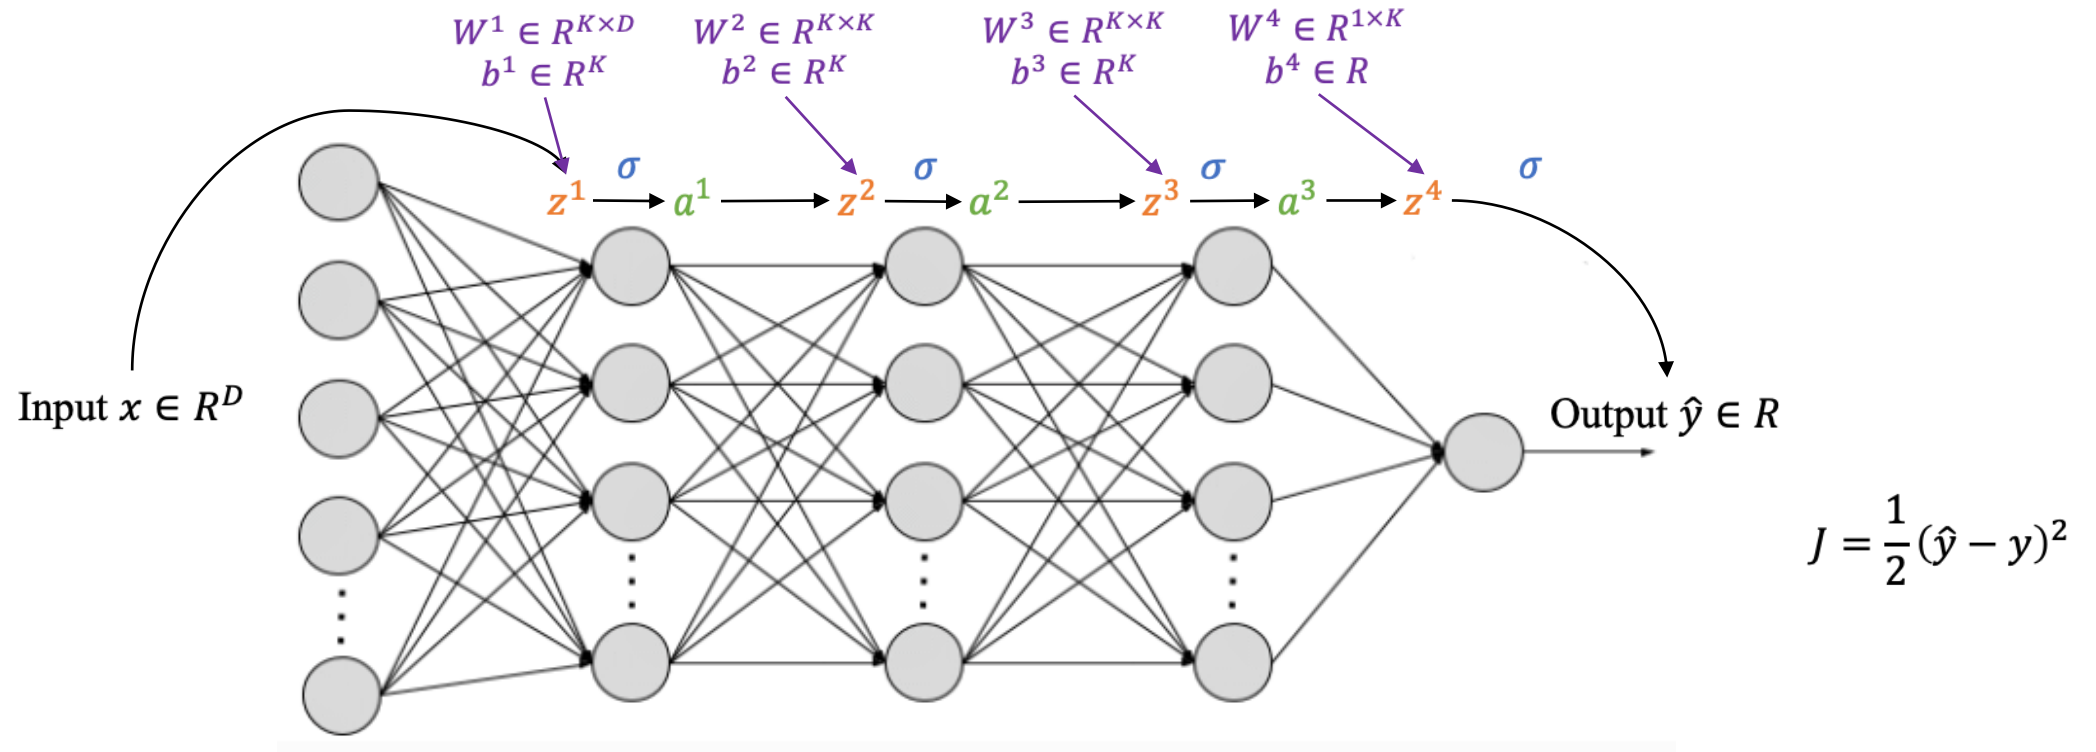 W¹ ∈ R^{K×D} W² ∈ R^{K×K} W³ ∈ R^{K×K} W⁴ ∈ R^{1×K}
b¹ ∈ R^K b² ∈ R^K b³ ∈ R^K b⁴ ∈ R
σ σ σ σ
z¹ a¹ z² a² z³ a³ z⁴
Input x ∈ R^D
Output ŷ ∈ R
J = \frac{1}{2}(ŷ − y)²